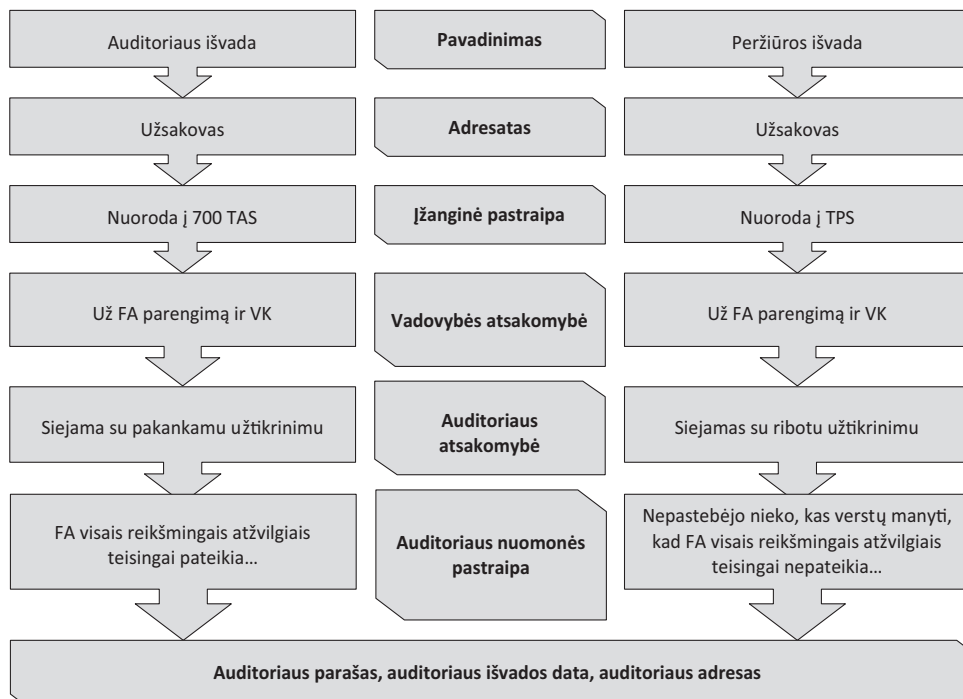 Auditoriaus išvada
Pavadinimas
Peržiūros išvada
Užsakovas
Adresatas
Užsakovas
Nuoroda į 700 TAS
Įžanginė pastraipa
Nuoroda į TPS
Už FA parengimą ir VK
Vadovybės atsakomybė
Už FA parengimą ir VK
Siejama su pakankamu užtikrinimu
Auditoriaus
atsakomybė
Siejamas su ribotu užtikrinimu
FA visais reikšmingais atžvilgiais
teisingai pateikia…
Auditoriaus nuomonės
pastraipa
Nepastebėjo nieko, kas verstų manyti,
kad FA visais reikšmingais atžvilgiais
teisingai nepateikia…
Auditoriaus parašas, auditoriaus išvados data, auditoriaus adresas